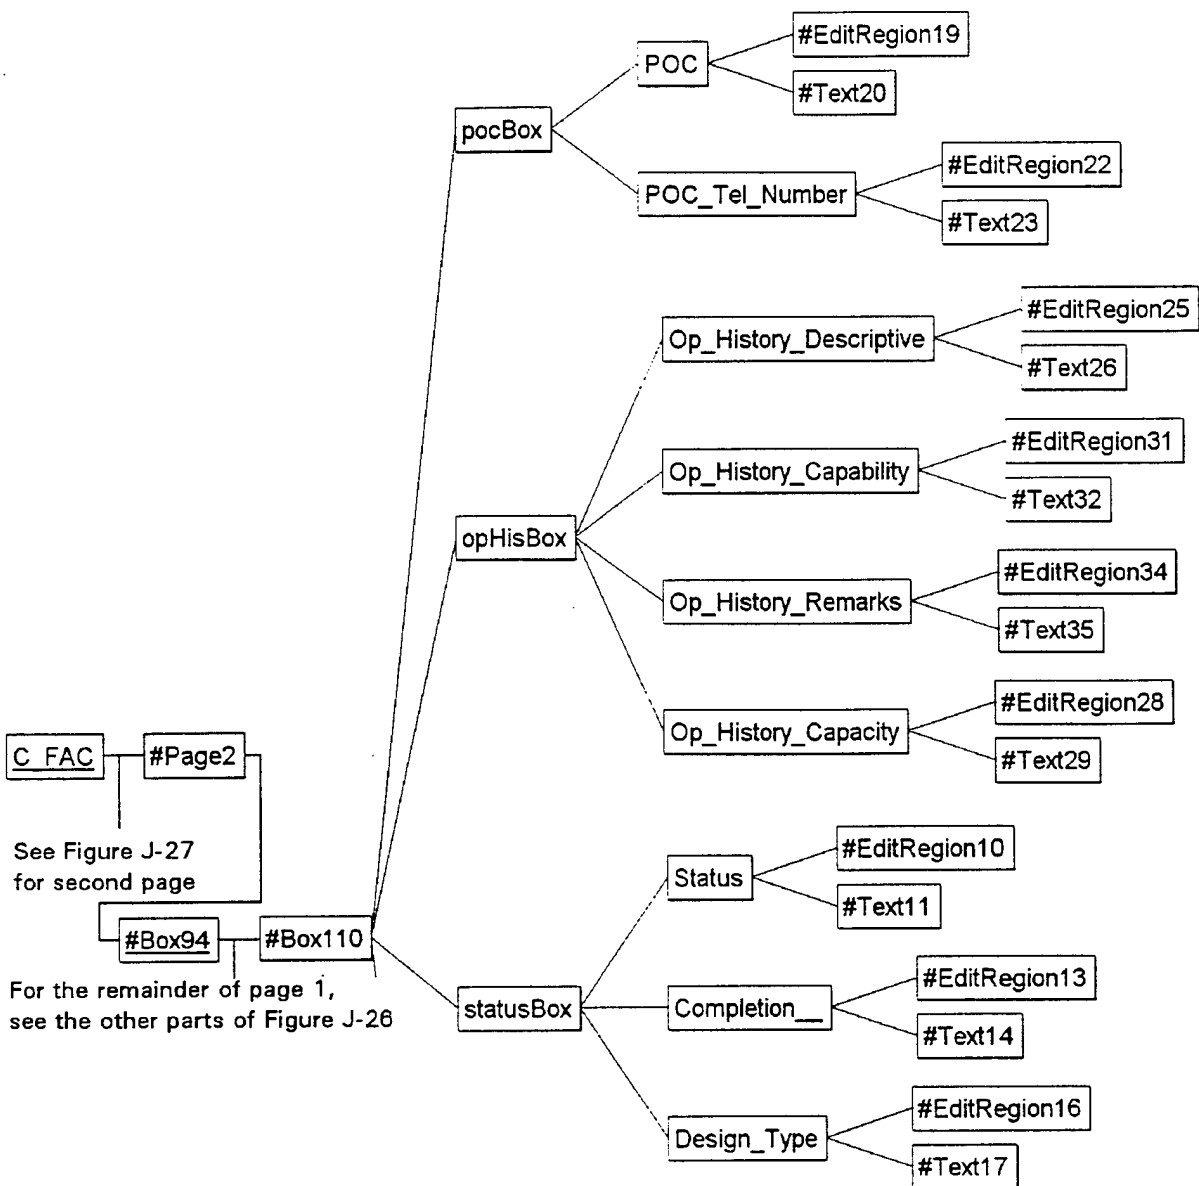 #EditRegion19
POC
#Text20
pocBox
#EditRegion22
POC_Tel_Number
#Text23
#EditRegion25
Op_History_Descriptive
#Text26
#EditRegion31
Op_History_Capability
#Text32
opHisBox
#EditRegion34
Op_History_Remarks
#Text35
#EditRegion28
Op_History_Capacity
#Text29
C FAC
#Page2
See Figure J-27
for second page
#EditRegion10
Status
#Text11
#Box94
#Box110
For the remainder of page 1,
see the other parts of Figure J-26
#EditRegion13
statusBox
Completion__
#Text14
#EditRegion16
Design_Type
#Text17